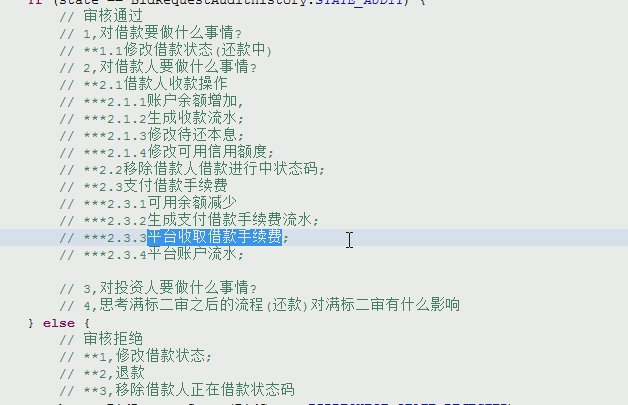 if (state == BidRequestAuditHistory.STATE_AUDIT) {
// 审核通过
// 1,对借款要做什么事情?
// **1.1修改借款状态(还款中)
// 2,对借款人要做什么事情?
// **2.1借款人收款操作
// ***2.1.1账户余额增加,
// ***2.1.2生成收款流水;
// ***2.1.3修改待还本息;
// ***2.1.4修改可用信用额度;
// **2.2移除借款人借款进行中状态码;
// **2.3支付借款手续费
// ***2.3.1可用余额减少
// ***2.3.2生成支付借款手续费流水;
// ***2.3.3平台收取借款手续费;
// ***2.3.4平台账户流水;
// 3,对投资人要做什么事情?
// 4,思考满标二审之后的流程(还款)对满标二审有什么影响
} else {
// 审核拒绝
// **1,修改借款状态;
// **2,退款
// **3,移除借款人正在借款状态码